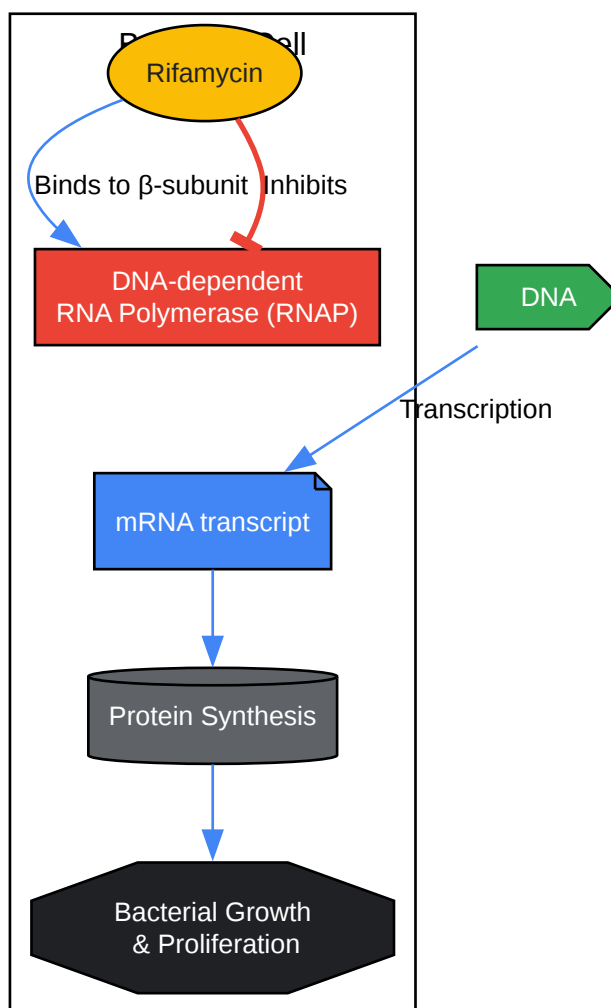 ell
Rifamycin
Binds to β-subunit
Inhibits
DNA-dependent
RNA Polymerase (RNAP)
DNA
Transcription
mRNA transcript
Protein Synthesis
Bacterial Growth
& Proliferation